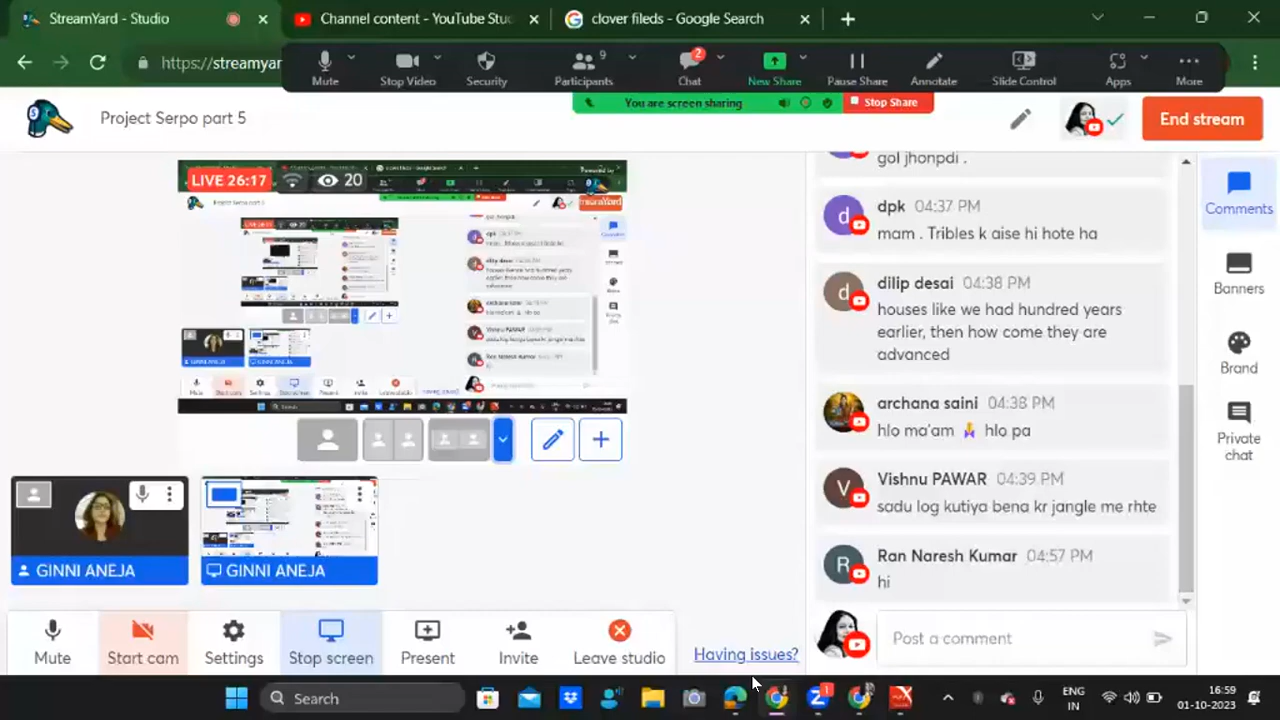 StreamYard - Studio
Channel content - YouTube Stu
clover fileds - Google Search
https://streamyar
Mute
Stop Video
Security
Participants
9
Chat
2
New Share
Pause Share
Annotate
Slide Control
Apps
More
You are screen sharing
Stop Share
Project Serpo part 5
End stream
LIVE 26:17
20
gol jhonpdi .
dpk 04:37 PM
mam . Tribles k aise hi hote ha
dilip desai 04:38 PM
houses like we had hundred years
earlier, then how come they are
advanced
archana saini 04:38 PM
hlo ma'am 🙏 hlo pa
Vishnu PAWAR 04:39 PM
sadu log kutiya bena kr jangle me rhte
Ran Naresh Kumar 04:57 PM
hi
Post a comment
Comments
Banners
Brand
Private
chat
GINNI ANEJA
GINNI ANEJA
Mute
Start cam
Settings
Stop screen
Present
Invite
Leave studio
Having issues?
Search
ENG
IN
16:59
01-10-2023